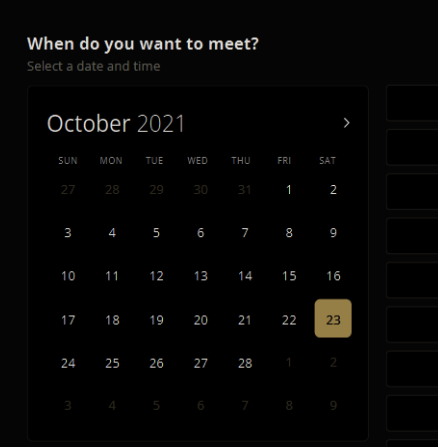 When do you want to meet?
Select a date and time
October 2021
SUN MON TUE WED THU FRI SAT
27 28 29 30 31 1 2
3 4 5 6 7 8 9
10 11 12 13 14 15 16
17 18 19 20 21 22 23
24 25 26 27 28 1 2
3 4 5 6 7 8 9